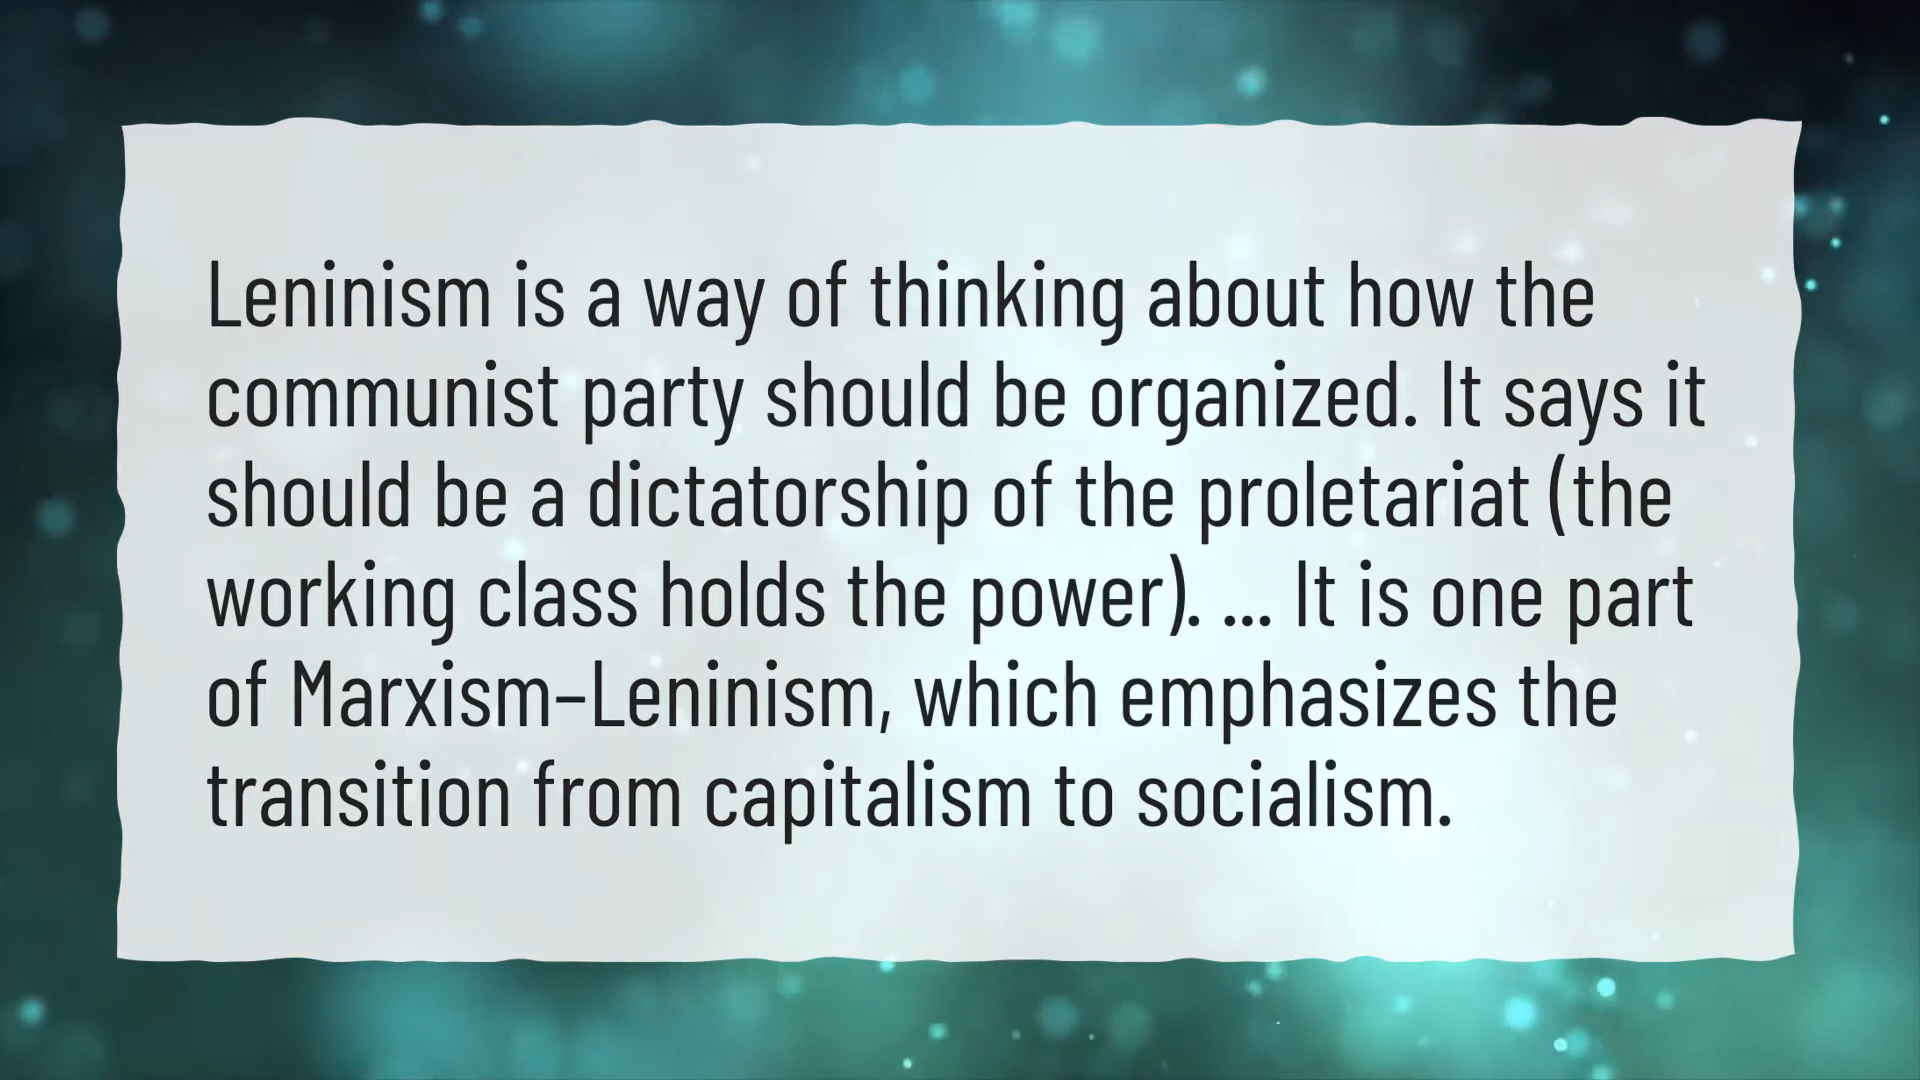 Leninism is a way of thinking about how the
communist party should be organized. It says it
should be a dictatorship of the proletariat (the
working class holds the power). ... It is one part
of Marxism–Leninism, which emphasizes the
transition from capitalism to socialism.